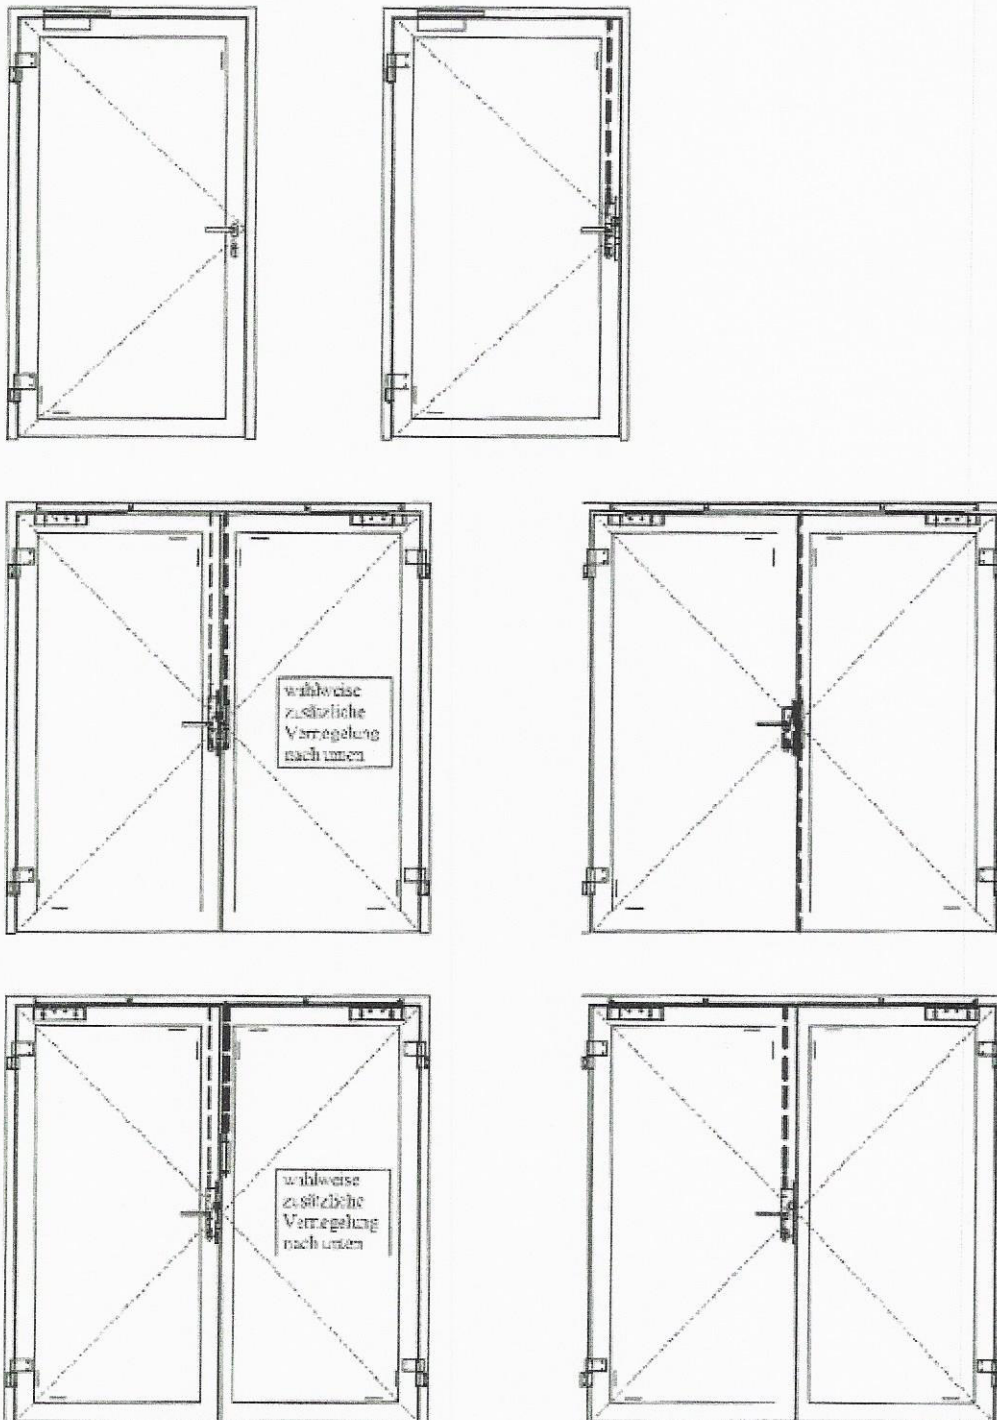 wahlweise
zusätzliche
Verriegelung
nach unten
wahlweise
zusätzliche
Verriegelung
nach unten